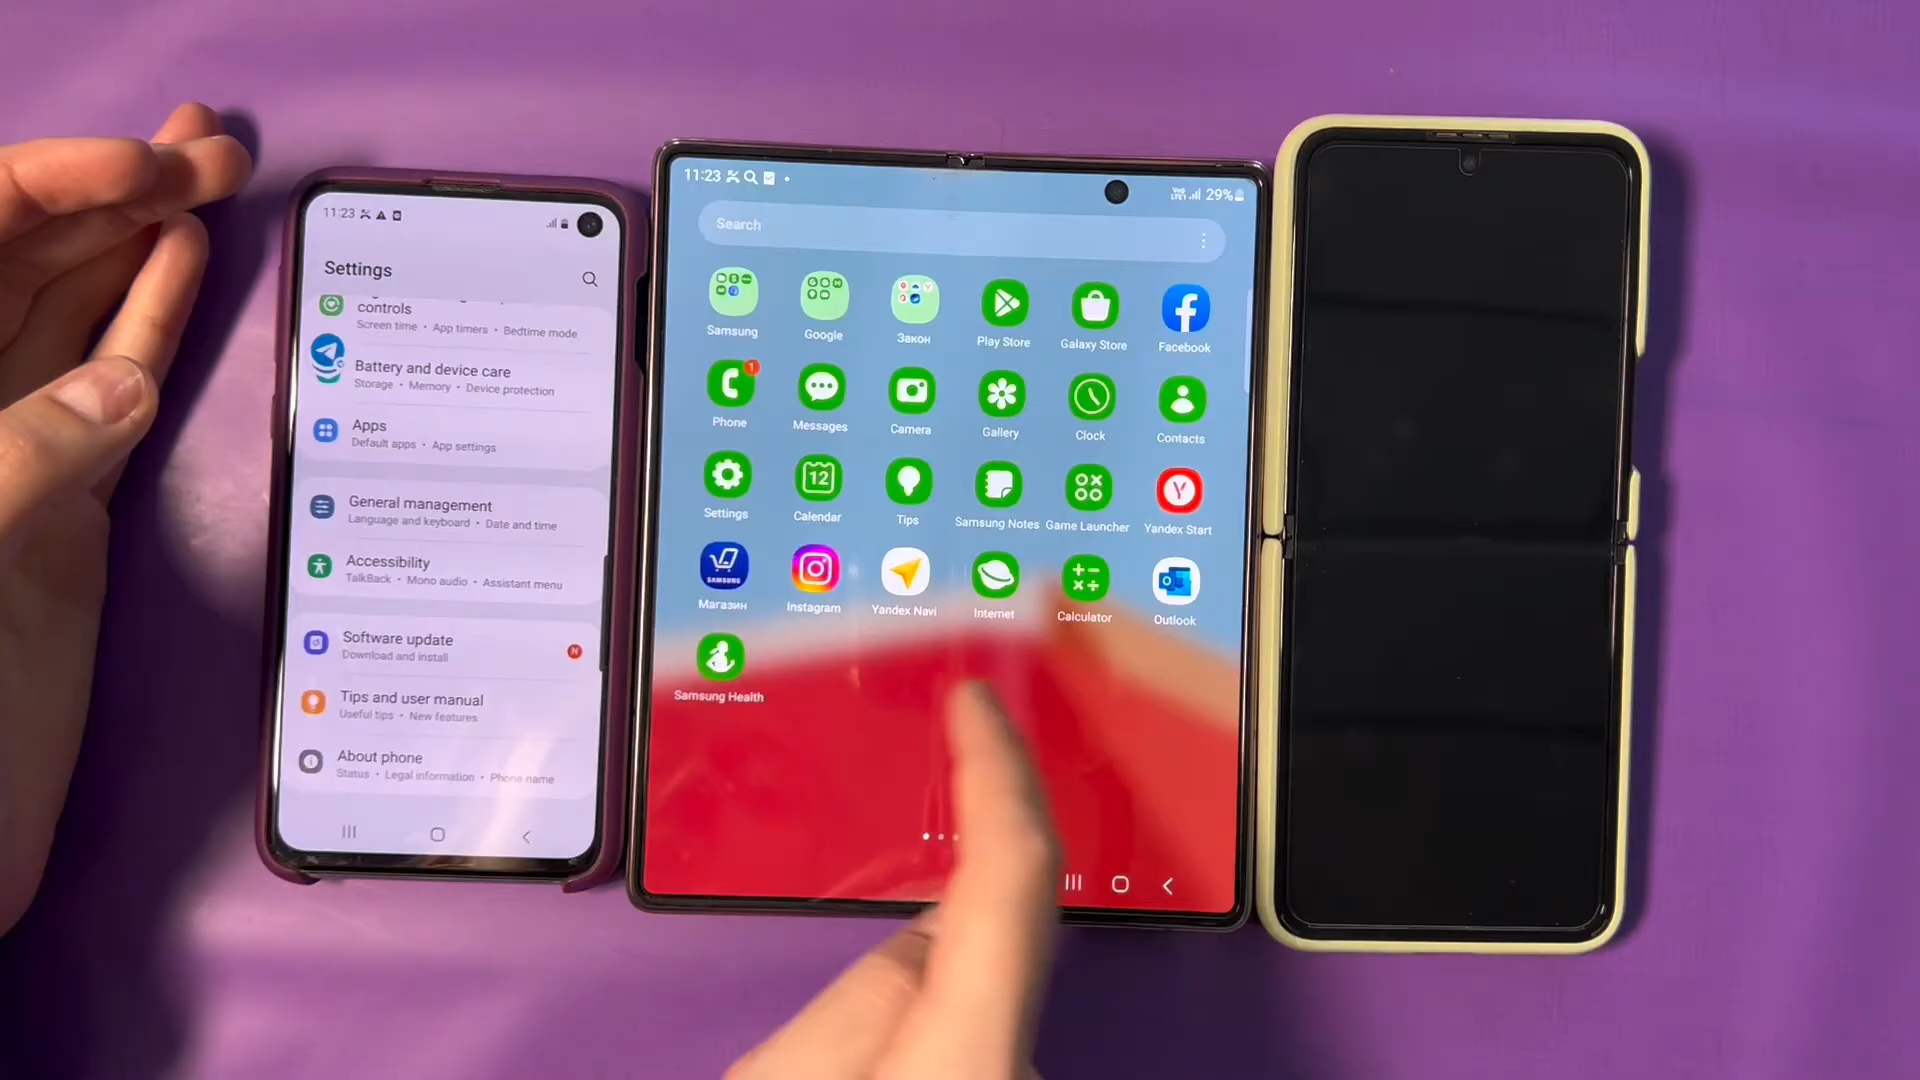 11:23
Settings
controls
Screen time • App timers • Bedtime mode
Battery and device care
Storage • Memory • Device protection
Apps
Default apps • App settings
General management
Language and keyboard • Date and time
Accessibility
TalkBack • Mono audio • Assistant menu
Software update
Download and install
N
Tips and user manual
Useful tips • New features
About phone
Status • Legal information • Phone name
11:23
29%
Search
Samsung
Google
Закон
Play Store
Galaxy Store
Facebook
1
Phone
Messages
Camera
Gallery
Clock
Contacts
12
Settings
Calendar
Tips
Samsung Notes
Game Launcher
Yandex Start
SAMSUNG
Магазин
Instagram
Yandex Navi
Internet
Calculator
Outlook
Samsung Health